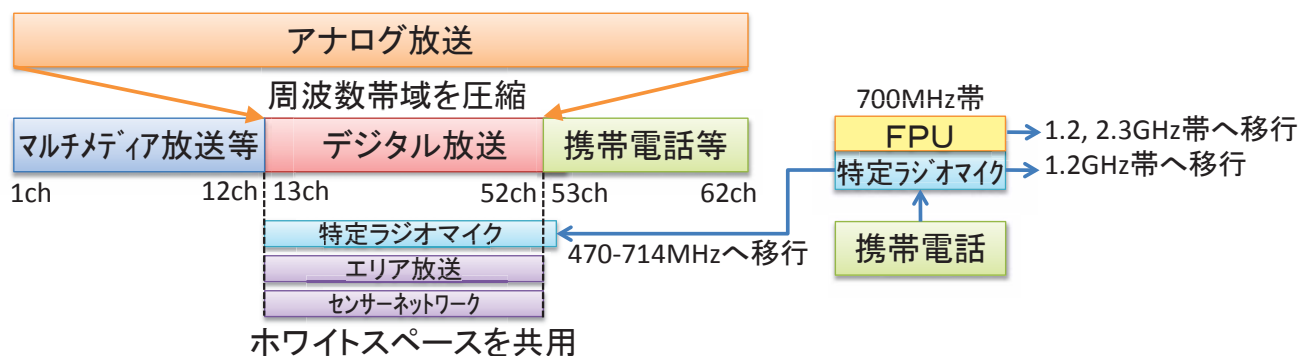 アナログ放送
周波数帯域を圧縮
700MHz帯
マルチメディア放送等
デジタル放送
携帯電話等
FPU
1.2, 2.3GHz帯へ移行
特定ラジオマイク
1.2GHz帯へ移行
1ch
12ch
13ch
52ch
53ch
62ch
特定ラジオマイク
470-714MHzへ移行
携帯電話
エリア放送
センサーネットワーク
ホワイトスペースを共用